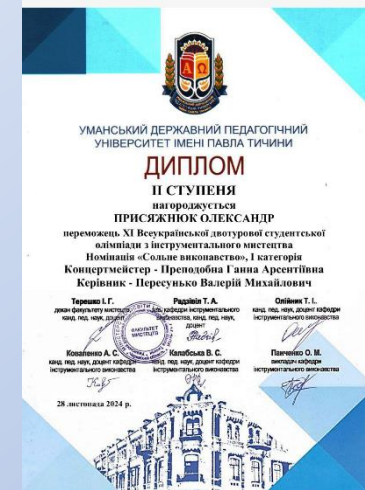 УМАНСЬКИЙ ДЕРЖАВНИЙ ПЕДАГОГІЧНИЙ
УНІВЕРСИТЕТ ІМЕНІ ПАВЛА ТИЧИНИ
ДИПЛОМ
ІІ СТУПЕНЯ
нагороджується
ПРИСЯЖНЮК ОЛЕКСАНДР
переможець ХІ Всеукраїнської двотурової студентської
олімпіади з інструментального мистецтва
Номінація «Сольне виконавство», І категорія
Концертмейстер - Преподобна Ганна Арсентіївна
Керівник - Пересунько Валерій Михайлович
Терешко І. Г.
декан факультету мистецтв,
канд. пед. наук, доцент
Радзівіл Т. А.
кафедри інструментального
виконавства, канд. пед. наук,
доцент
Олійник Т. І.
канд. пед. наук, доцент кафедри
інструментального виконавства
ФАКУЛЬТЕТ
МИСТЕЦТВ
Коваленко А. С.
канд. пед. наук, доцент кафедри
інструментального виконавства
Калабська В. С.
канд. пед. наук, доцент кафедри
інструментального виконавства
Панченко О. М.
викладач кафедри
інструментального виконавства
28 листопада 2024 р.